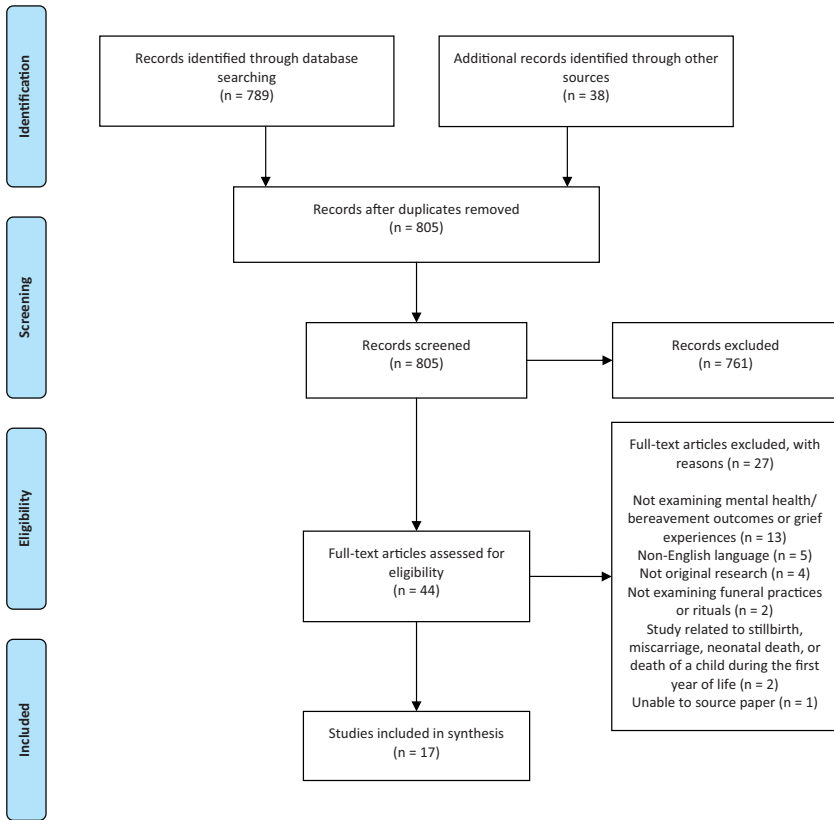 Identification
Records identified through database
searching
(n = 789)
Additional records identified through other
sources
(n = 38)
Records after duplicates removed
(n = 805)
Screening
Records screened
(n = 805)
Records excluded
(n = 761)
Eligibility
Full-text articles assessed for
eligibility
(n = 44)
Full-text articles excluded, with
reasons (n = 27)
Not examining mental health/
bereavement outcomes or grief
experiences (n = 13)
Non-English language (n = 5)
Not original research (n = 4)
Not examining funeral practices
or rituals (n = 2)
Study related to stillbirth,
miscarriage, neonatal death, or
death of a child during the first
year of life (n = 2)
Unable to source paper (n = 1)
Included
Studies included in synthesis
(n = 17)